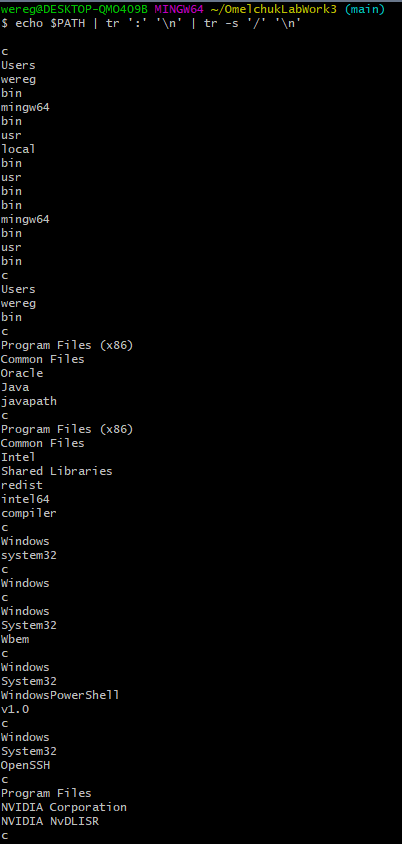 wereg@DESKTOP-QMO409B MINGW64 ~/OmelchukLabWork3 (main)
$ echo $PATH | tr ':' '\n' | tr -s '/' '\n'
c
Users
wereg
bin
mingw64
bin
usr
local
bin
usr
bin
bin
mingw64
bin
usr
bin
c
Users
wereg
bin
c
Program Files (x86)
Common Files
Oracle
Java
javapath
c
Program Files (x86)
Common Files
Intel
Shared Libraries
redist
intel64
compiler
c
Windows
system32
c
Windows
c
Windows
System32
Wbem
c
Windows
System32
WindowsPowerShell
v1.0
c
Windows
System32
OpenSSH
c
Program Files
NVIDIA Corporation
NVIDIA NvDLISR
c